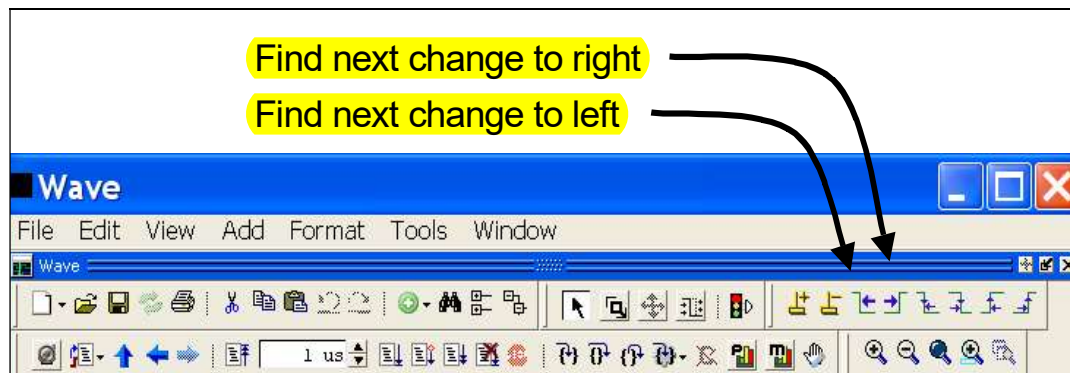 Find next change to right
Find next change to left
Wave
File Edit View Add Format Tools Window
Wave
1 us